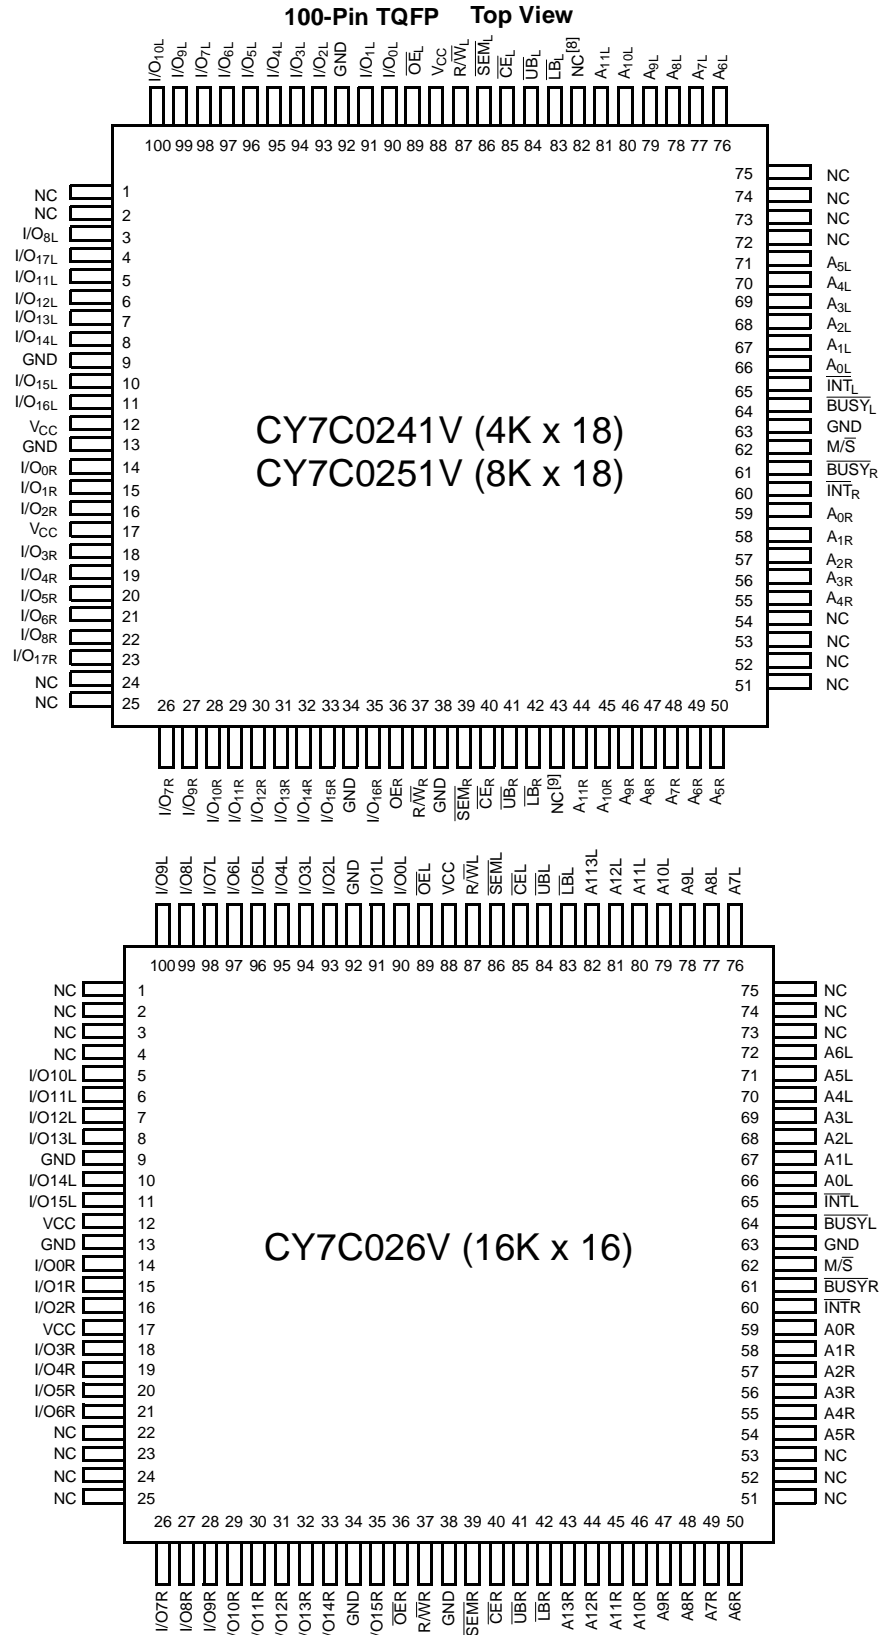 100-Pin TQFP Top View
I/O10L I/O9L I/O7L I/O6L I/O5L I/O4L I/O3L I/O2L GND I/O1L I/O0L OEL VCC R/WL SEML CEL UBL LBL NC[8] A11L A10L A9L A8L A7L A6L
100 99 98 97 96 95 94 93 92 91 90 89 88 87 86 85 84 83 82 81 80 79 78 77 76
NC 1
NC 2
I/O8L 3
I/O17L 4
I/O11L 5
I/O12L 6
I/O13L 7
I/O14L 8
GND 9
I/O15L 10
I/O16L 11
VCC 12
GND 13
I/O0R 14
I/O1R 15
I/O2R 16
VCC 17
I/O3R 18
I/O4R 19
I/O5R 20
I/O6R 21
I/O8R 22
I/O17R 23
NC 24
NC 25
CY7C0241V (4K x 18)
CY7C0251V (8K x 18)
75 NC
74 NC
73 NC
72 NC
71 A5L
70 A4L
69 A3L
68 A2L
67 A1L
66 A0L
65 INTL
64 BUSYL
63 GND
62 M/S
61 BUSYR
60 INTR
59 A0R
58 A1R
57 A2R
56 A3R
55 A4R
54 NC
53 NC
52 NC
51 NC
26 27 28 29 30 31 32 33 34 35 36 37 38 39 40 41 42 43 44 45 46 47 48 49 50
I/O7R I/O9R I/O10R I/O11R I/O12R I/O13R I/O14R I/O15R GND I/O16R OER R/WR GND SEMR CER UBR LBR NC[9] A11R A10R A9R A8R A7R A6R A5R
I/O9L I/O8L I/O7L I/O6L I/O5L I/O4L I/O3L I/O2L GND I/O1L I/O0L OEL VCC R/WL SEML CEL UBL LBL A113L A12L A11L A10L A9L A8L A7L
100 99 98 97 96 95 94 93 92 91 90 89 88 87 86 85 84 83 82 81 80 79 78 77 76
NC 1
NC 2
NC 3
NC 4
I/O10L 5
I/O11L 6
I/O12L 7
I/O13L 8
GND 9
I/O14L 10
I/O15L 11
VCC 12
GND 13
I/O0R 14
I/O1R 15
I/O2R 16
VCC 17
I/O3R 18
I/O4R 19
I/O5R 20
I/O6R 21
NC 22
NC 23
NC 24
NC 25
CY7C026V (16K x 16)
75 NC
74 NC
73 NC
72 A6L
71 A5L
70 A4L
69 A3L
68 A2L
67 A1L
66 A0L
65 INTL
64 BUSYL
63 GND
62 M/S
61 BUSYR
60 INTR
59 A0R
58 A1R
57 A2R
56 A3R
55 A4R
54 A5R
53 NC
52 NC
51 NC
26 27 28 29 30 31 32 33 34 35 36 37 38 39 40 41 42 43 44 45 46 47 48 49 50
I/O7R I/O8R I/O9R /O10R /O11R /O12R /O13R /O14R GND /O15R OER R/WR GND SEMR CER UBR LBR A13R A12R A11R A10R A9R A8R A7R A6R